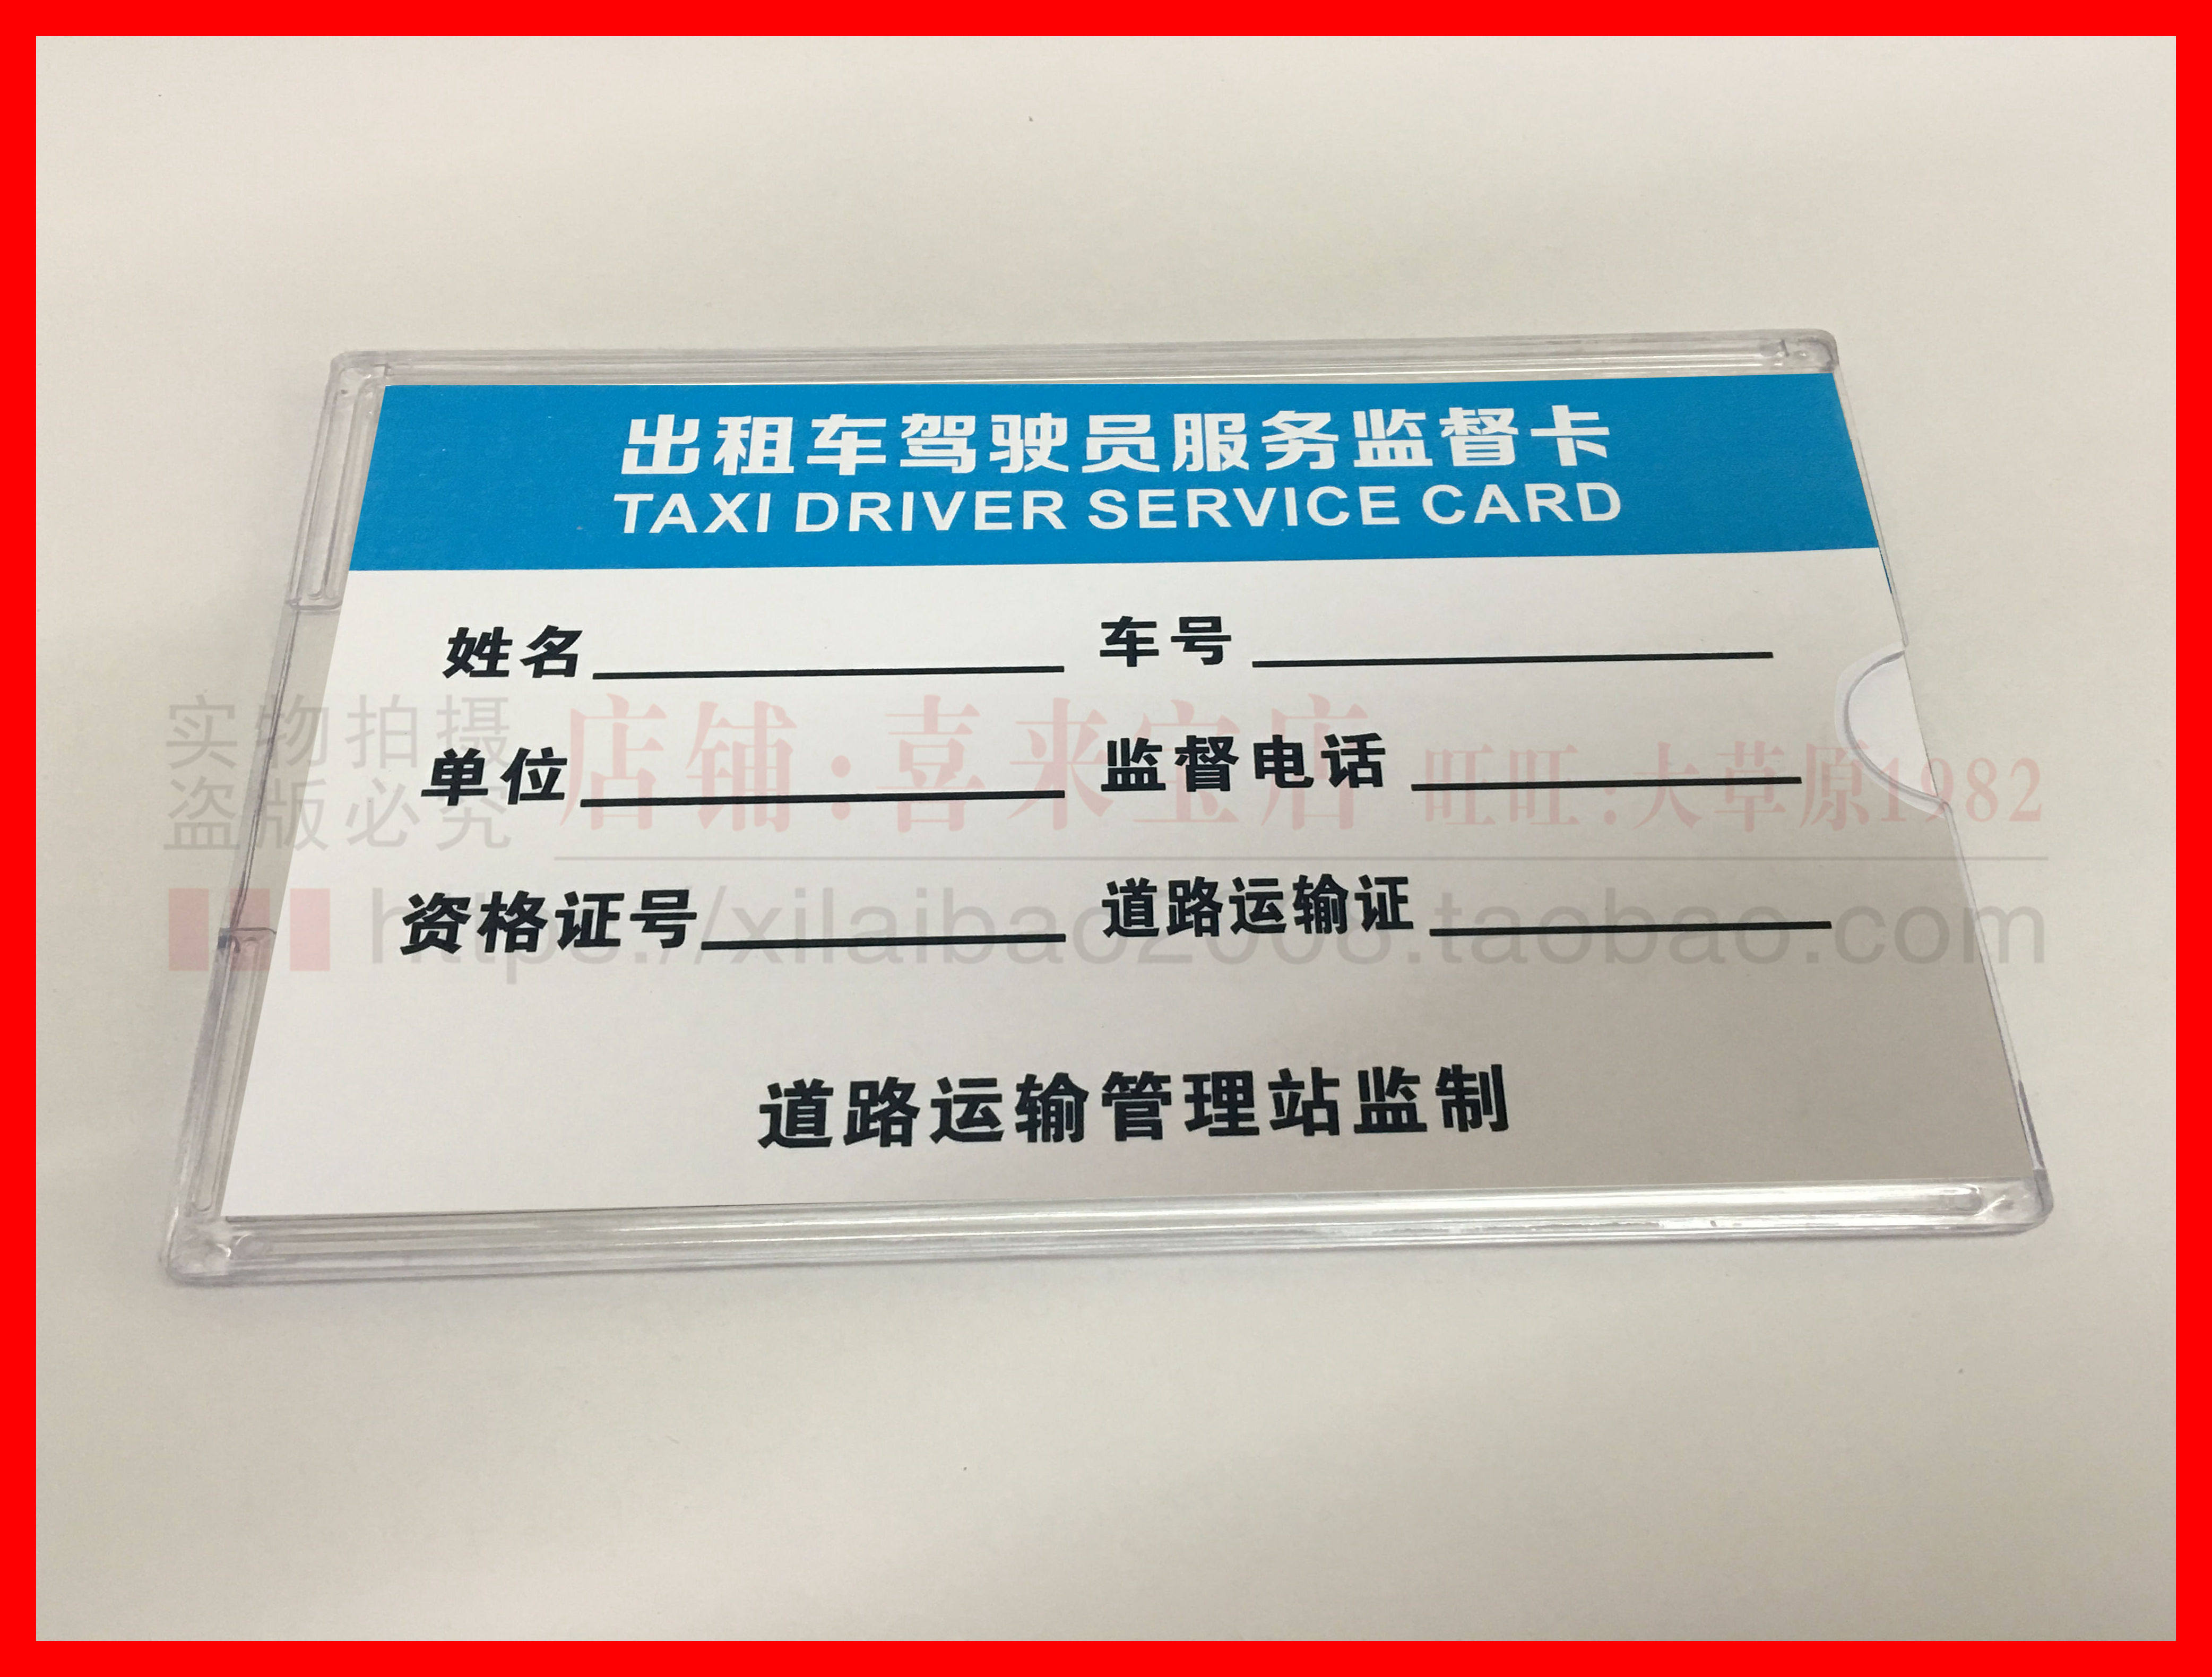 出租车驾驶员服务监督卡
TAXI DRIVER SERVICE CARD
姓名 车号
单位 监督电话
资格证号 道路运输证
道路运输管理站监制
实物拍摄
盗版必究
店铺:喜来宝店 旺旺:大草原1982
https://xilaibao2008.taobao.com